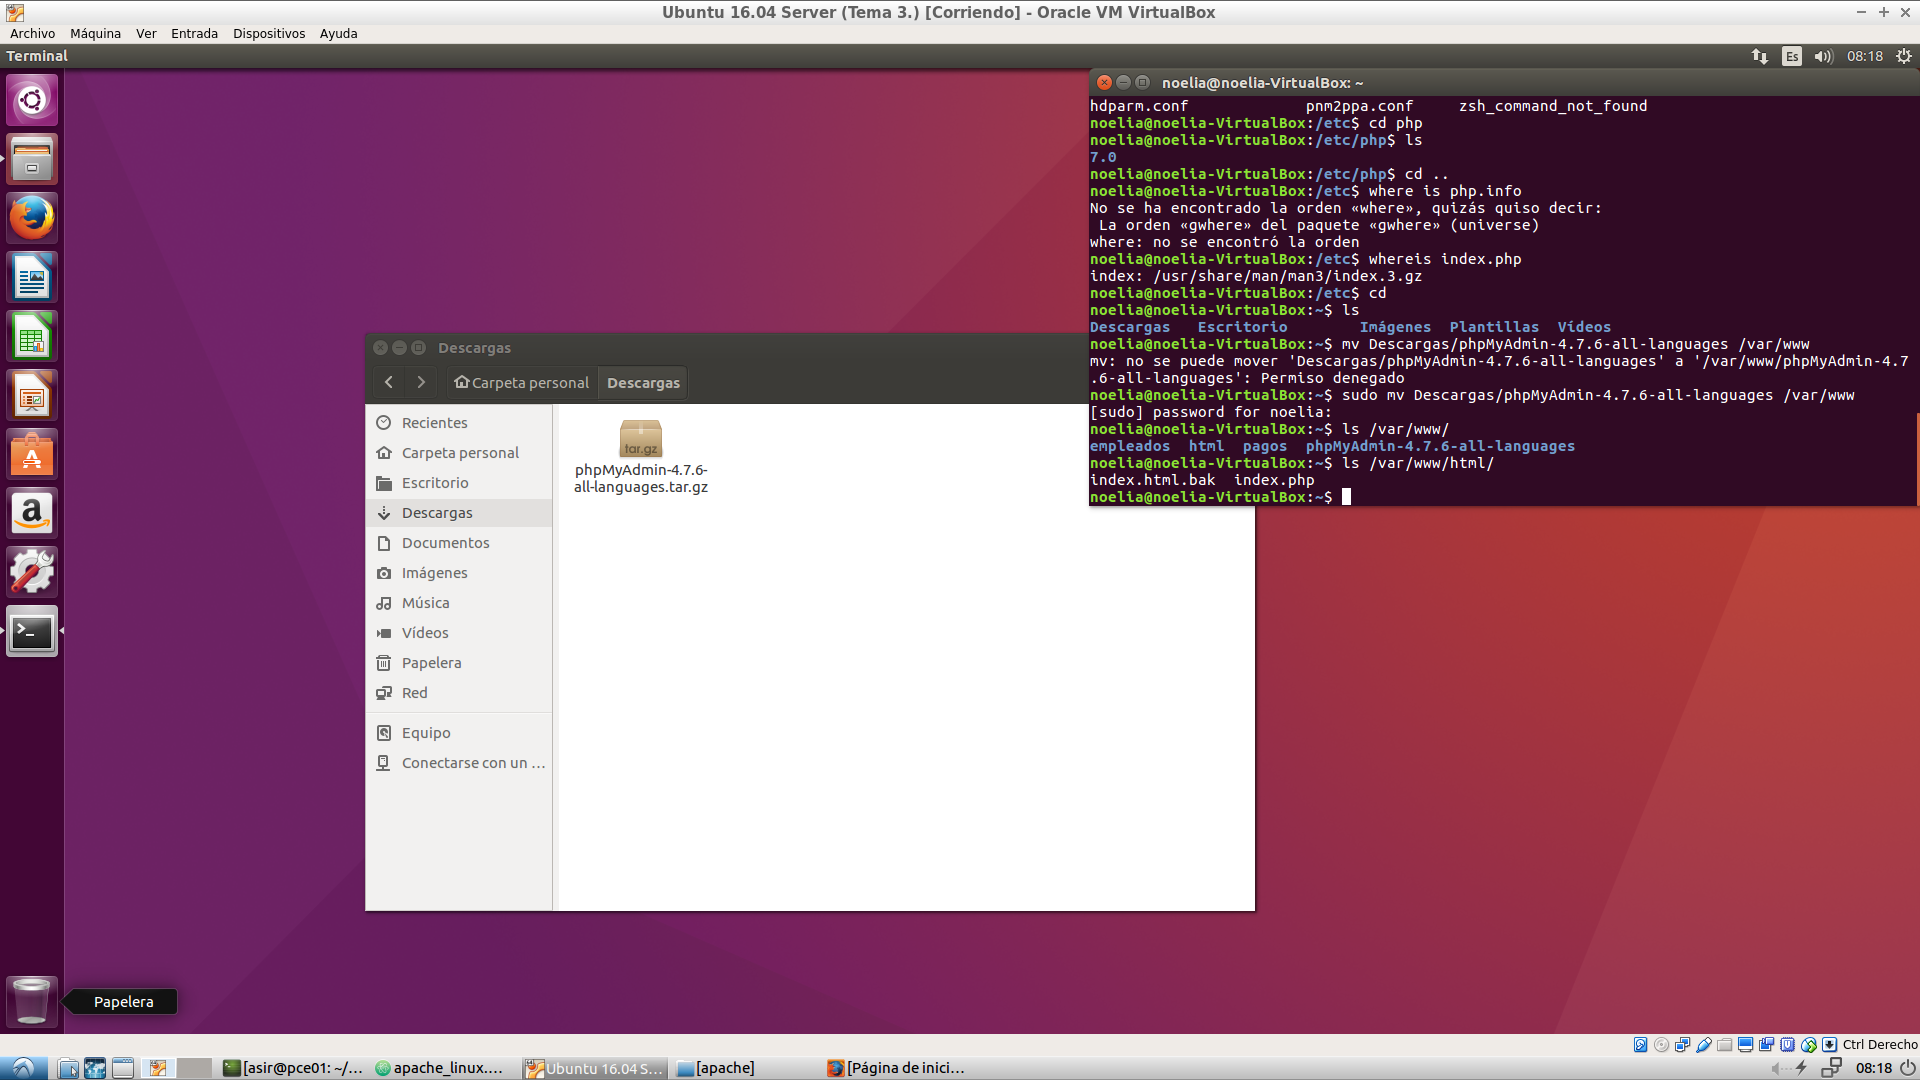 Ubuntu 16.04 Server (Tema 3.) [Corriendo] - Oracle VM VirtualBox
Archivo Máquina Ver Entrada Dispositivos Ayuda
Terminal
Es
08:18
noelia@noelia-VirtualBox: ~
hdparm.conf pnm2ppa.conf zsh_command_not_found
noelia@noelia-VirtualBox:/etc$ cd php
noelia@noelia-VirtualBox:/etc/php$ ls
7.0
noelia@noelia-VirtualBox:/etc/php$ cd ..
noelia@noelia-VirtualBox:/etc$ where is php.info
No se ha encontrado la orden «where», quizás quiso decir:
La orden «gwhere» del paquete «gwhere» (universe)
where: no se encontró la orden
noelia@noelia-VirtualBox:/etc$ whereis index.php
index: /usr/share/man/man3/index.3.gz
noelia@noelia-VirtualBox:/etc$ cd
noelia@noelia-VirtualBox:~$ ls
Descargas Escritorio Imágenes Plantillas Vídeos
noelia@noelia-VirtualBox:~$ mv Descargas/phpMyAdmin-4.7.6-all-languages /var/www
mv: no se puede mover 'Descargas/phpMyAdmin-4.7.6-all-languages' a '/var/www/phpMyAdmin-4.7
.6-all-languages': Permiso denegado
noelia@noelia-VirtualBox:~$ sudo mv Descargas/phpMyAdmin-4.7.6-all-languages /var/www
[sudo] password for noelia:
noelia@noelia-VirtualBox:~$ ls /var/www/
empleados html pagos phpMyAdmin-4.7.6-all-languages
noelia@noelia-VirtualBox:~$ ls /var/www/html/
index.html.bak index.php
noelia@noelia-VirtualBox:~$
Descargas
Carpeta personal
Descargas
Recientes
Carpeta personal
Escritorio
Descargas
Documentos
Imágenes
Música
Vídeos
Papelera
Red
Equipo
Conectarse con un ...
tar.gz
phpMyAdmin-4.7.6-
all-languages.tar.gz
Papelera
Ctrl Derecho
[asir@pce01: ~/...
apache_linux....
Ubuntu 16.04 S...
[apache]
[Página de inici...
08:18